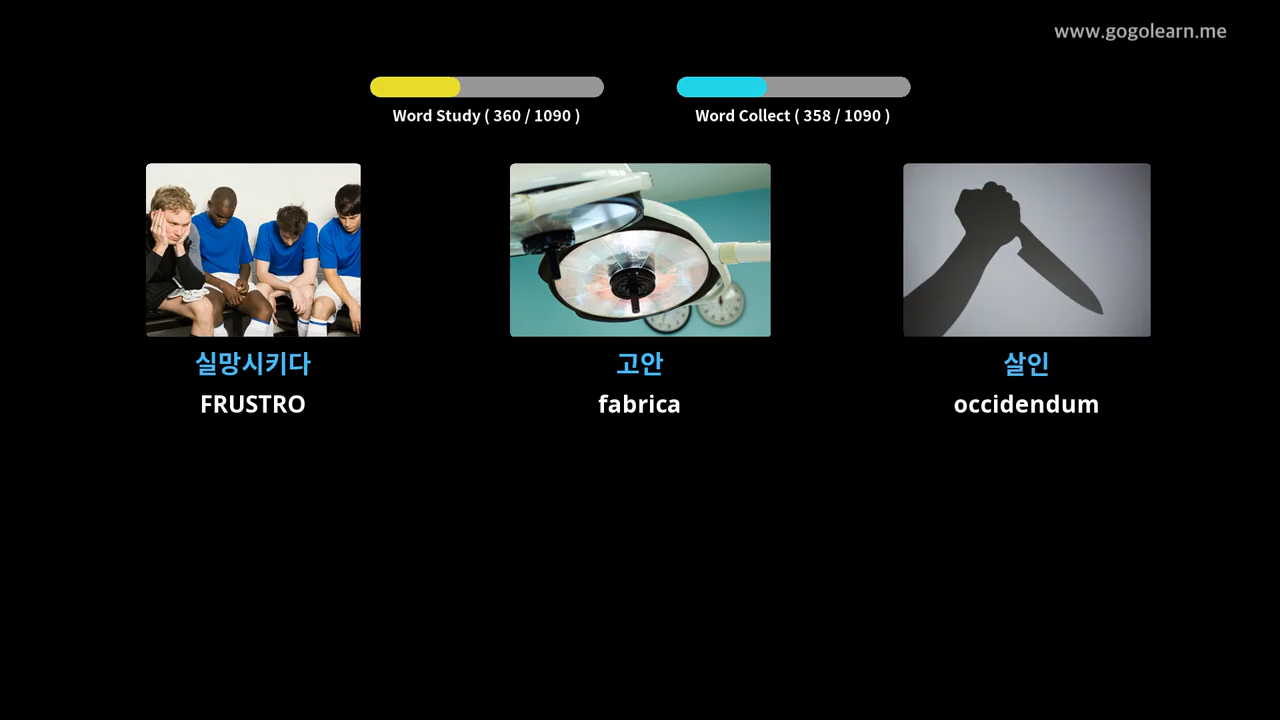 www.gogolearn.me
Word Study ( 360 / 1090 )
Word Collect ( 358 / 1090 )
실망시키다
FRUSTRO
고안
fabrica
살인
occidendum